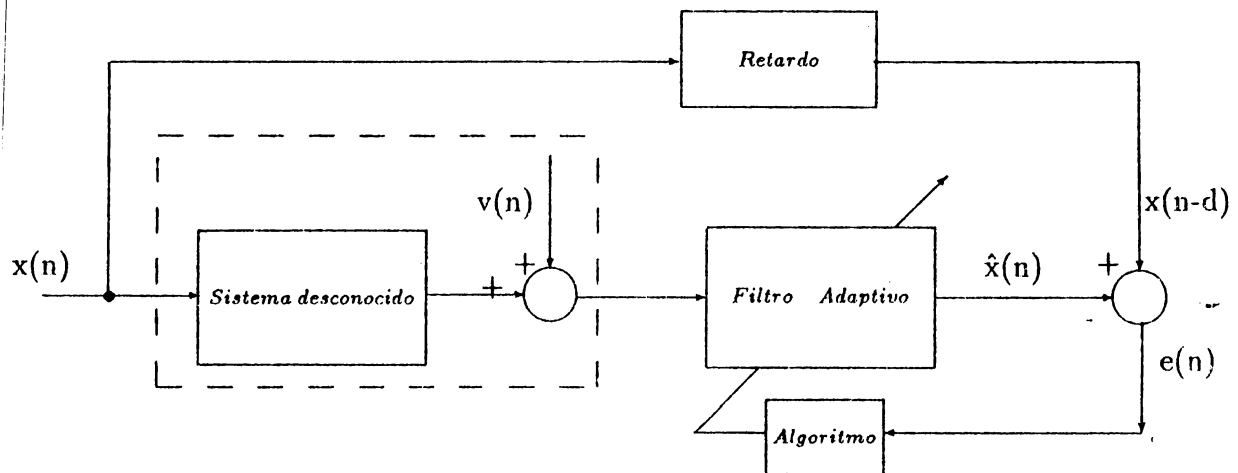 Retardo
v(n)
x(n-d)
x(n)
+
+
Sistema desconocido
Filtro Adaptivo
x̂(n)
+
-
e(n)
Algoritmo